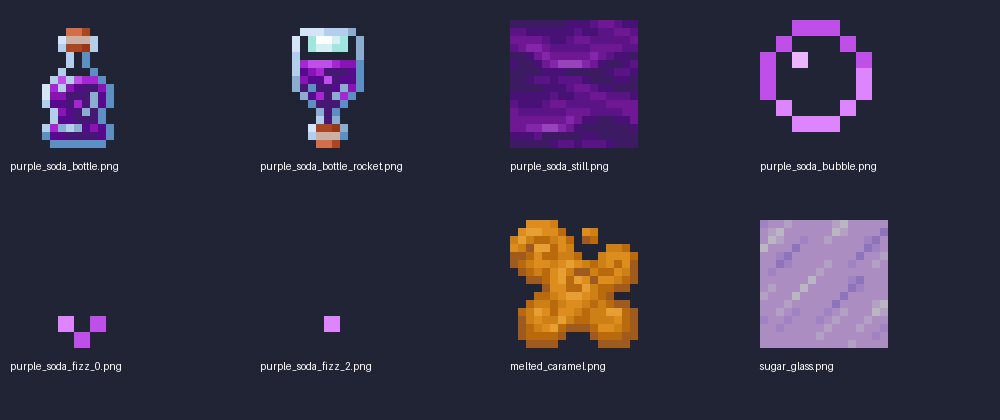 purple_soda_bottle.png
purple_soda_bottle_rocket.png
purple_soda_still.png
purple_soda_bubble.png
purple_soda_fizz_0.png
purple_soda_fizz_2.png
melted_caramel.png
sugar_glass.png